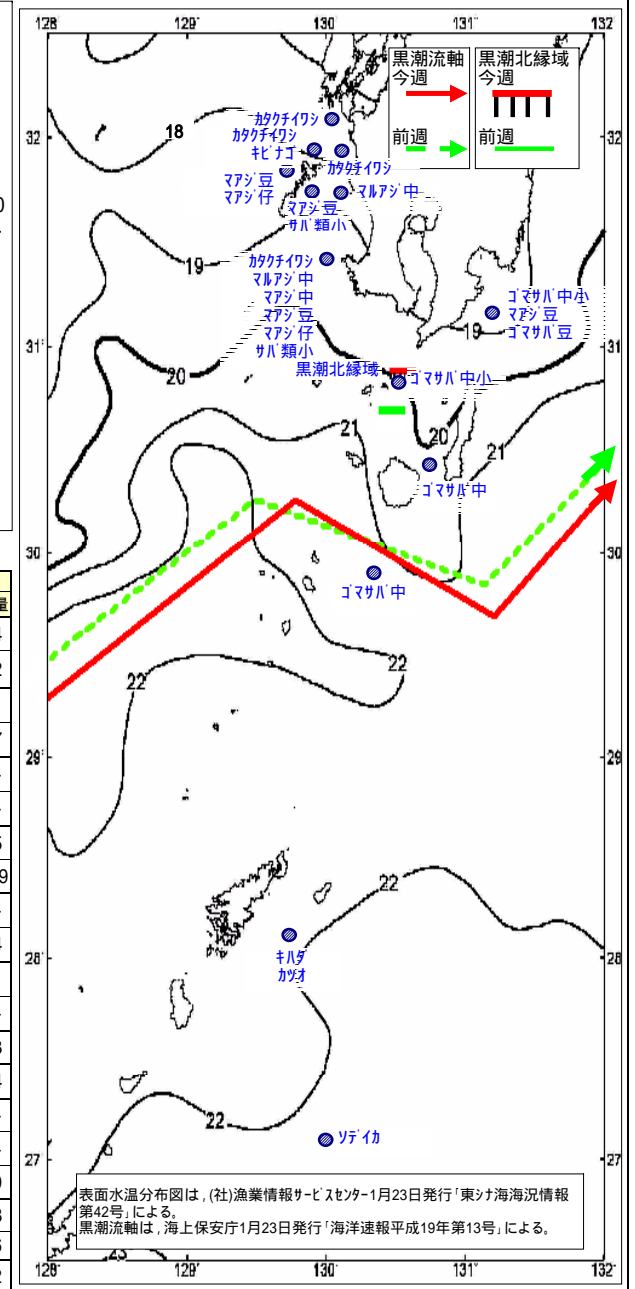 128
129
130
131
132
黒潮流軸
今週
前週
黒潮北縁域
今週
前週
32
18
カタクチイワシ
カタクチイワシ
キビナゴ
カタクチイワシ
マアジ豆
マアジ仔
マアジ豆
サバ類小
マルアジ中
19
カタクチイワシ
マルアジ中
マアジ中
マアジ豆
マアジ仔
サバ類小
ゴマサバ中小
マアジ豆
ゴマサバ豆
19
31
黒潮北縁域
ゴマサバ中小
20
21
20
21
ゴマサバ中
30
ゴマサバ中
22
22
29
22
28
28
キハダ
カツオ
22
ソデイカ
27
27
表面水温分布図は，(社)漁業情報サービスセンター1月23日発行「東シナ海海況情報
第42号」による。
黒潮流軸は，海上保安庁1月23日発行「海洋速報平成19年第13号」による。
128
129
130
131
132
量